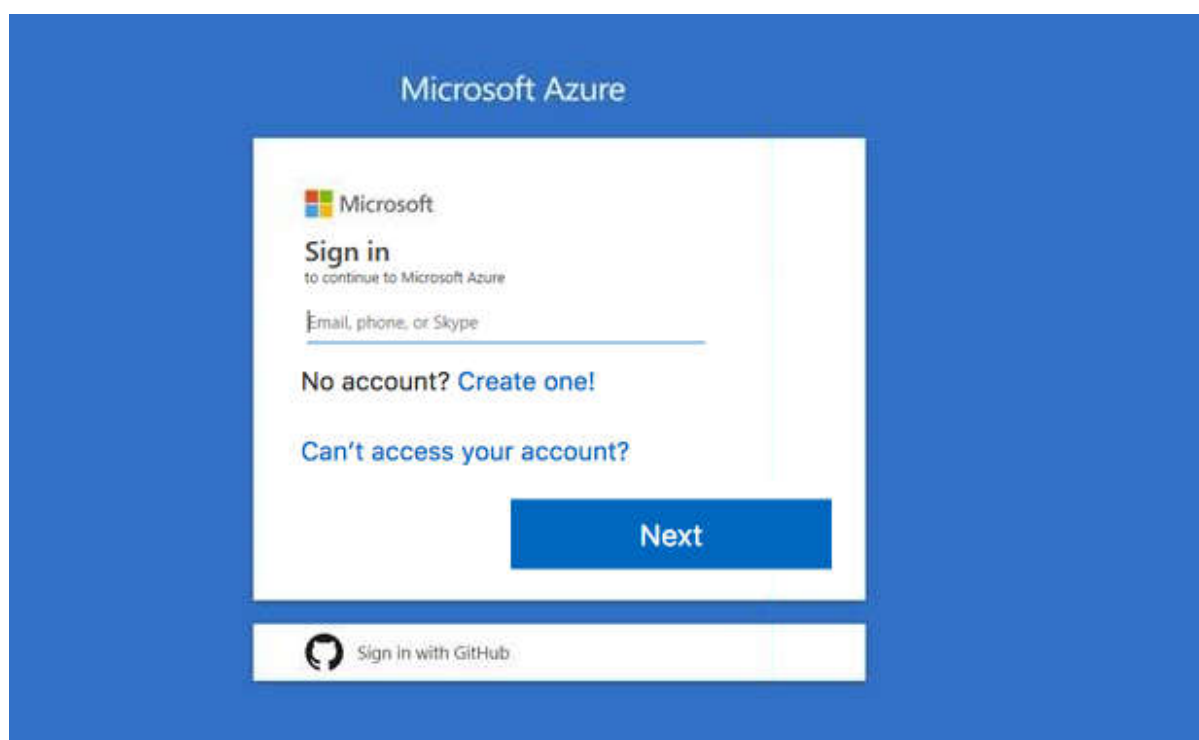 Microsoft Azure
Microsoft
Sign in
to continue to Microsoft Azure
Email, phone, or Skype
No account? Create one!
Can't access your account?
Next
Sign in with GitHub